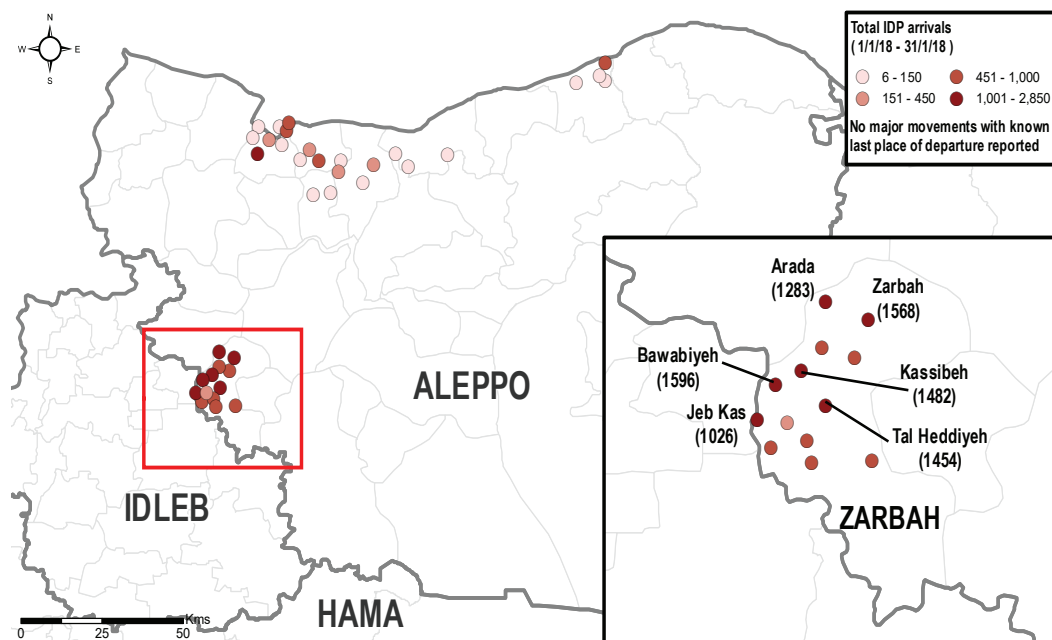 N
W E
S
Total IDP arrivals
( 1/1/18 - 31/1/18 )
6 - 150
451 - 1,000
151 - 450
1,001 - 2,850
No major movements with known
last place of departure reported
Arada
(1283)
Zarbah
(1568)
Bawabiyeh
(1596)
Kassibeh
(1482)
Jeb Kas
(1026)
Tal Heddiyeh
(1454)
ZARBAH
ALEPPO
IDLEB
HAMA
Kms
0 25 50